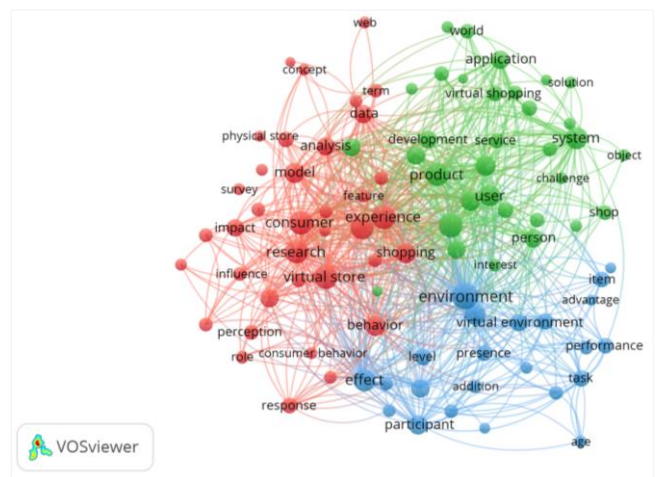 web
world
application
concept
solution
term
virtual shopping
data
physical store
analysis
development
service
system
object
model
product
challenge
survey
feature
user
impact
consumer
experience
shop
person
research
shopping
influence
virtual store
interest
item
environment
advantage
perception
behavior
virtual environment
role
consumer behavior
level
presence
performance
effect
addition
task
response
participant
age
VOSviewer